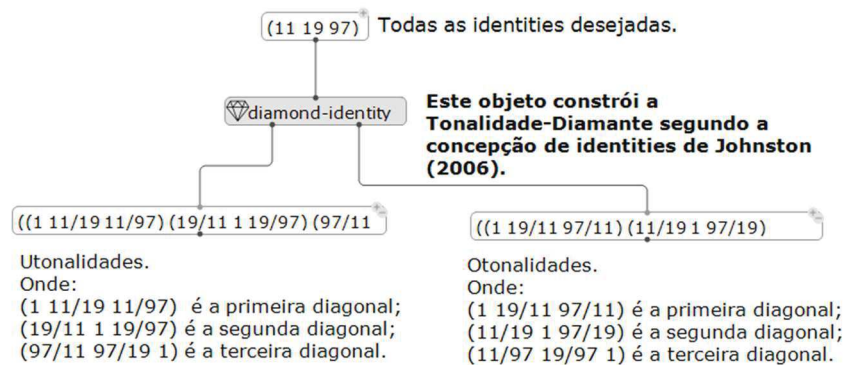 (11 19 97)
Todas as identities desejadas.
diamond-identity
Este objeto constrói a
Tonalidade-Diamante segundo a
concepção de identities de Johnston
(2006).
((1 11/19 11/97) (19/11 1 19/97) (97/11
Utonalidades.
Onde:
(1 11/19 11/97) é a primeira diagonal;
(19/11 1 19/97) é a segunda diagonal;
(97/11 97/19 1) é a terceira diagonal.
((1 19/11 97/11) (11/19 1 97/19)
Otonalidades.
Onde:
(1 19/11 97/11) é a primeira diagonal;
(11/19 1 97/19) é a segunda diagonal;
(11/97 19/97 1) é a terceira diagonal.